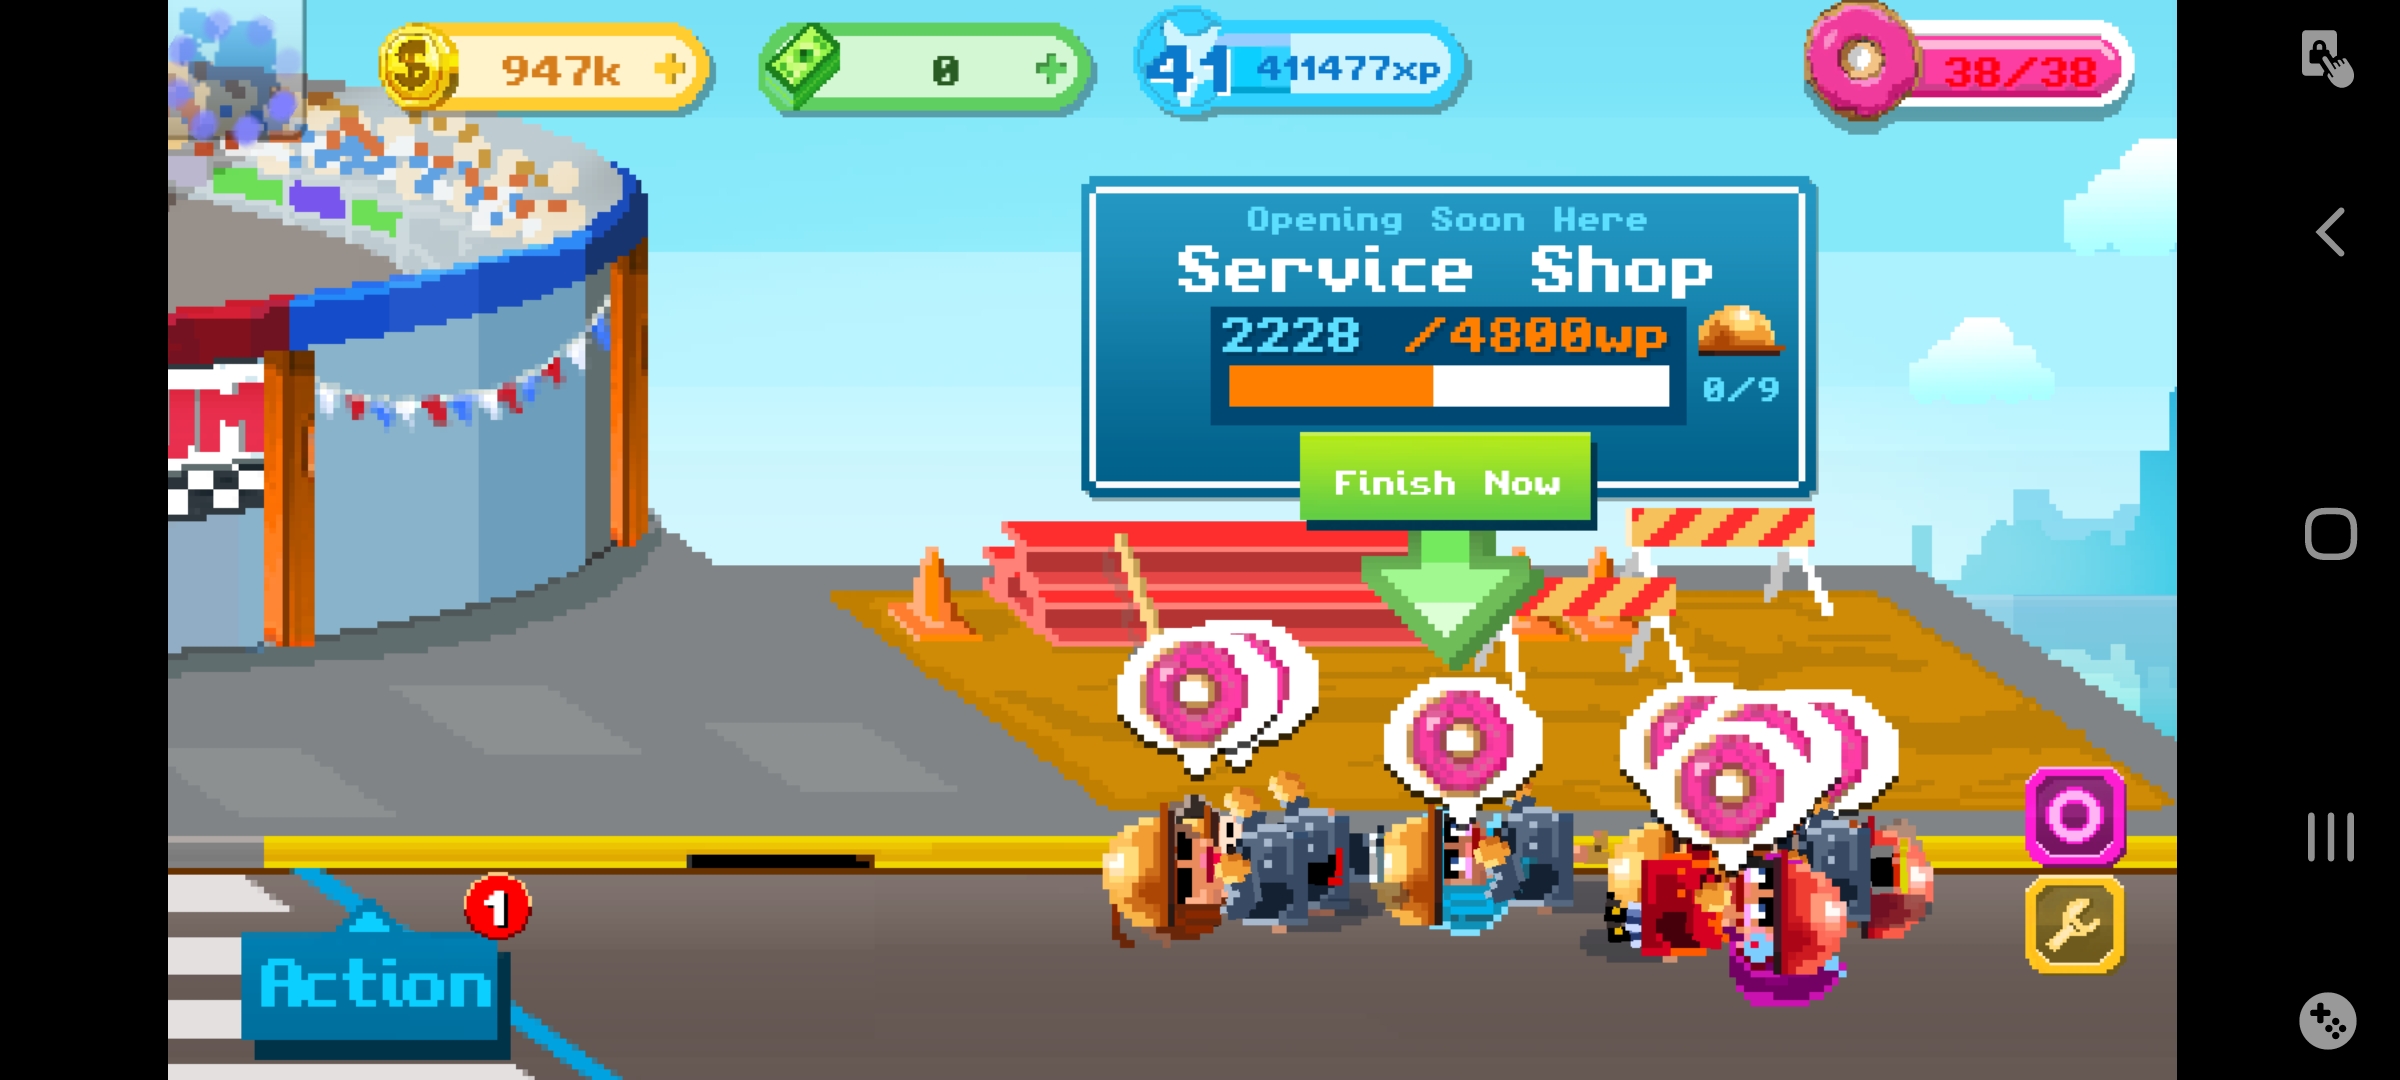 947k
0
41
411477xp
38/38
Opening Soon Here
Service Shop
2228 /4800wp
0/9
Finish Now
1
Action